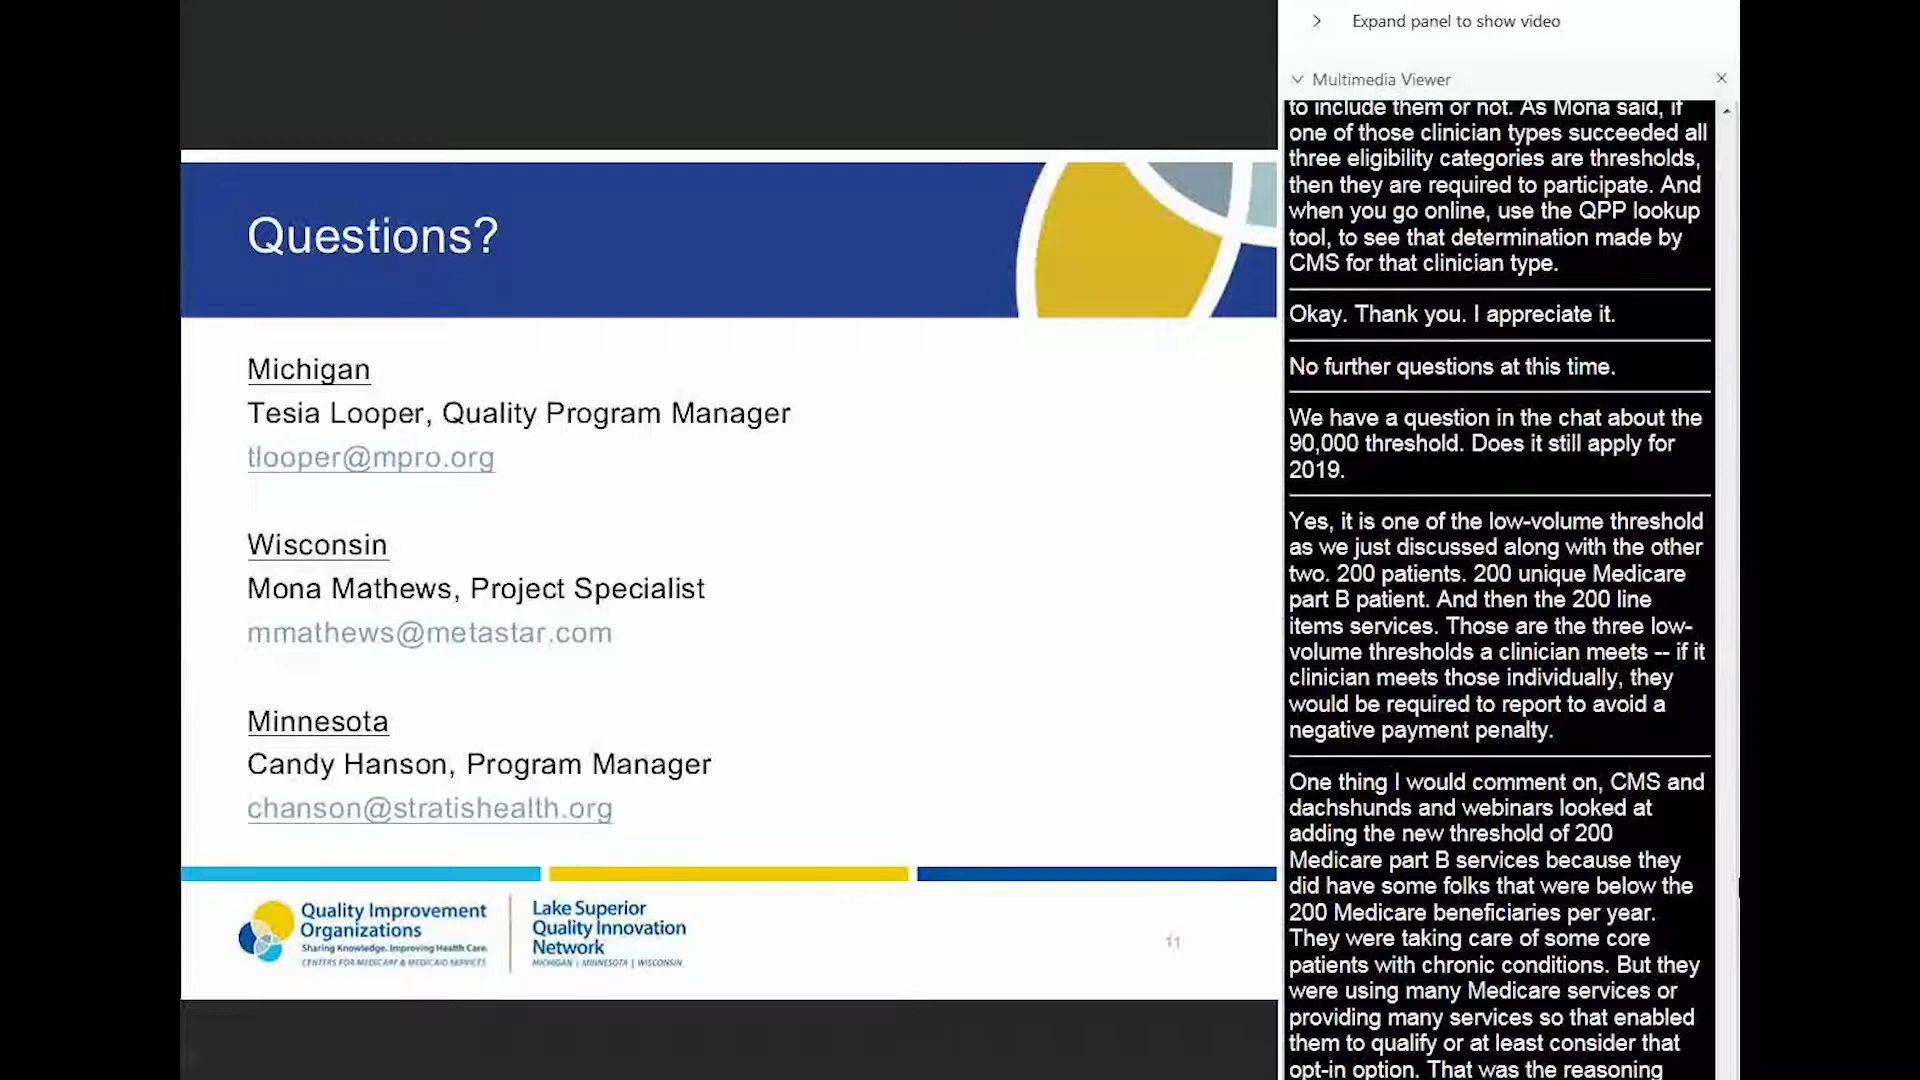 Questions?
Michigan
Tesia Looper, Quality Program Manager
tlooper@mpro.org
Wisconsin
Mona Mathews, Project Specialist
mmathews@metastar.com
Minnesota
Candy Hanson, Program Manager
chanson@stratishealth.org
Quality Improvement
Organizations
Sharing Knowledge. Improving Health Care.
CENTERS FOR MEDICARE & MEDICAID SERVICES
Lake Superior
Quality Innovation
Network
MICHIGAN | MINNESOTA | WISCONSIN
11
Expand panel to show video
Multimedia Viewer
to include them or not. As Mona said, if
one of those clinician types succeeded all
three eligibility categories are thresholds,
then they are required to participate. And
when you go online, use the QPP lookup
tool, to see that determination made by
CMS for that clinician type.
Okay. Thank you. I appreciate it.
No further questions at this time.
We have a question in the chat about the
90,000 threshold. Does it still apply for
2019.
Yes, it is one of the low-volume threshold
as we just discussed along with the other
two. 200 patients. 200 unique Medicare
part B patient. And then the 200 line
items services. Those are the three low-
volume thresholds a clinician meets -- if it
clinician meets those individually, they
would be required to report to avoid a
negative payment penalty.
One thing I would comment on, CMS and
dachshunds and webinars looked at
adding the new threshold of 200
Medicare part B services because they
did have some folks that were below the
200 Medicare beneficiaries per year.
They were taking care of some core
patients with chronic conditions. But they
were using many Medicare services or
providing many services so that enabled
them to qualify or at least consider that
opt-in option. That was the reasoning